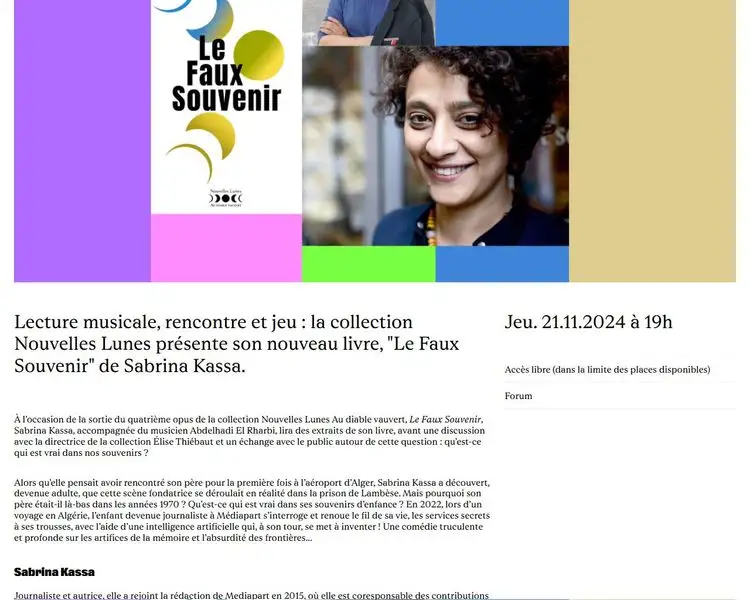 Le
Faux
Souvenir
Nouvelles Lunes
Au diable vauvert
Lecture musicale, rencontre et jeu : la collection
Nouvelles Lunes présente son nouveau livre, "Le Faux
Souvenir" de Sabrina Kassa.
Jeu. 21.11.2024 à 19h
Accès libre (dans la limite des places disponibles)
Forum
À l'occasion de la sortie du quatrième opus de la collection Nouvelles Lunes Au diable vauvert, Le Faux Souvenir,
Sabrina Kassa, accompagnée du musicien Abdelhadi El Rharbi, lira des extraits de son livre, avant une discussion
avec la directrice de la collection Élise Thiébaut et un échange avec le public autour de cette question : qu'est-ce
qui est vrai dans nos souvenirs ?
Alors qu'elle pensait avoir rencontré son père pour la première fois à l'aéroport d'Alger, Sabrina Kassa a découvert,
devenue adulte, que cette scène fondatrice se déroulait en réalité dans la prison de Lambèse. Mais pourquoi son
père était-il là-bas dans les années 1970 ? Qu'est-ce qui est vrai dans ses souvenirs d'enfance ? En 2022, lors d'un
voyage en Algérie, l'enfant devenue journaliste à Médiapart s'interroge et renoue le fil de sa vie, les services secrets
à ses trousses, avec l'aide d'une intelligence artificielle qui, à son tour, se met à inventer ! Une comédie truculente
et profonde sur les artifices de la mémoire et l'absurdité des frontières...
Sabrina Kassa
Journaliste et autrice, elle a rejoint la rédaction de Mediapart en 2015, où elle est coresponsable des contributions